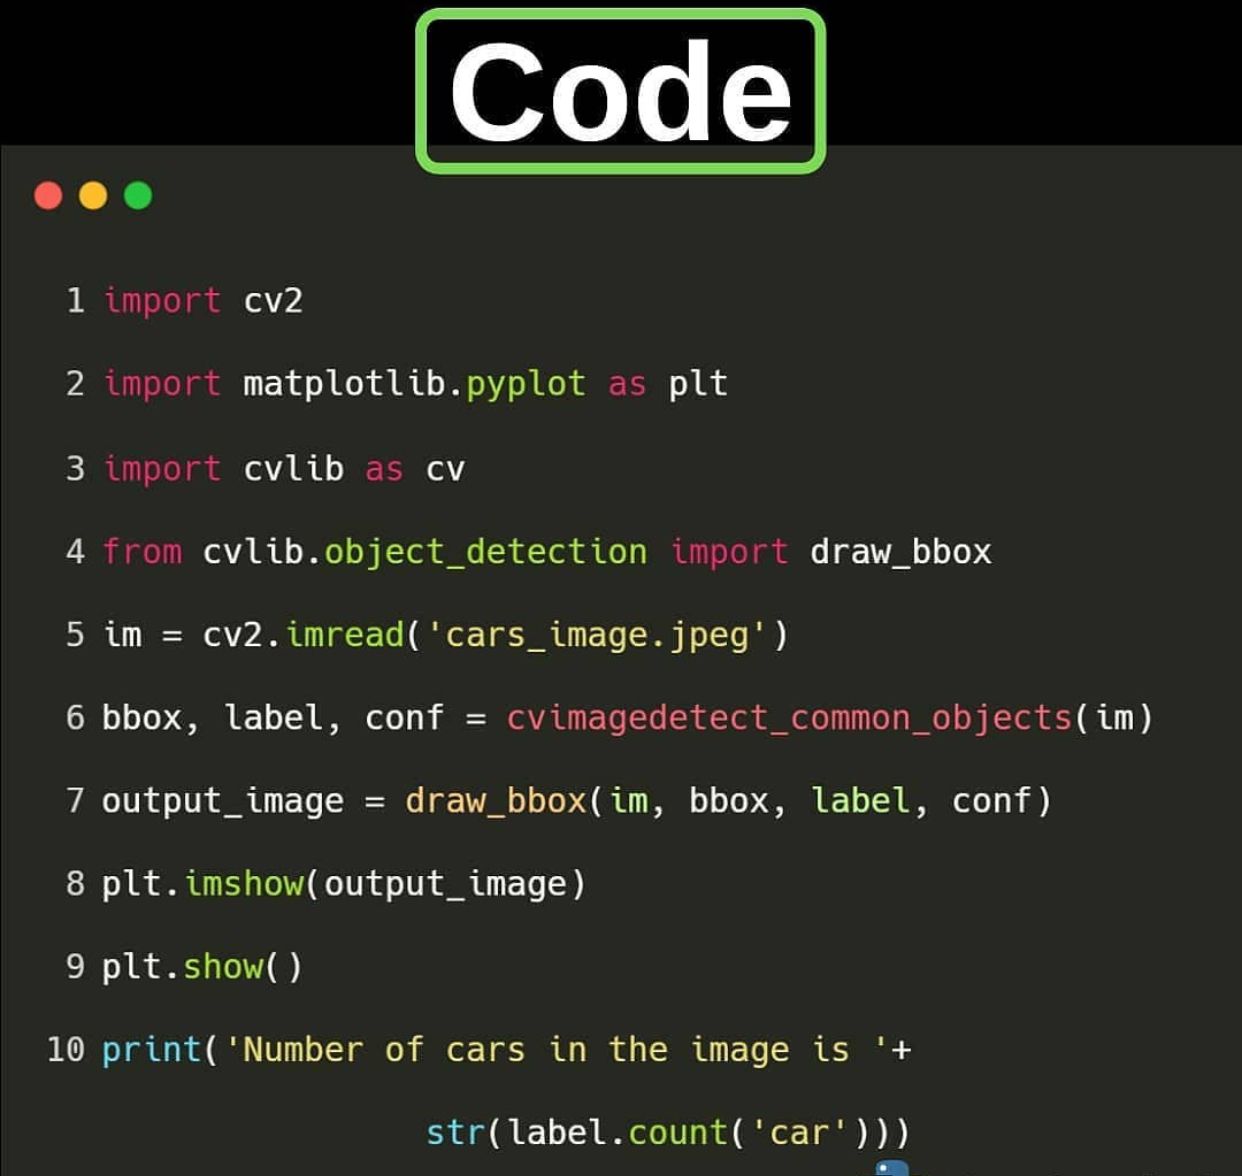 Code
1 import cv2
2 import matplotlib.pyplot as plt
3 import cvlib as cv
4 from cvlib.object_detection import draw_bbox
5 im = cv2.imread('cars_image.jpeg')
6 bbox, label, conf = cvimagedetect_common_objects(im)
7 output_image = draw_bbox(im, bbox, label, conf)
8 plt.imshow(output_image)
9 plt.show()
10 print('Number of cars in the image is '+
str(label.count('car')))